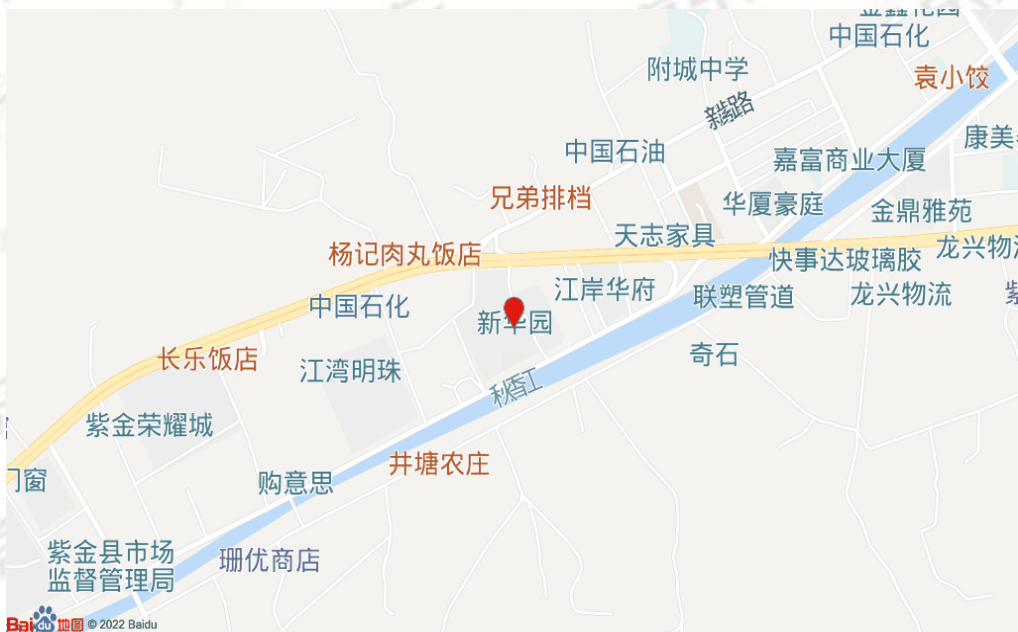 中国石化
附城中学
袁小饺
新城路
康美
中国石油
嘉富商业大厦
兄弟排档
华厦豪庭
金鼎雅苑
天志家具
杨记肉丸饭店
快事达玻璃胶
龙兴物流
江岸华府
联塑管道
龙兴物流
中国石化
新华园
紫
长乐饭店
江湾明珠
奇石
秋香江
紫金荣耀城
井塘农庄
门窗
购意思
紫金县市场
监督管理局
珊优商店
Bai du 地图 © 2022 Baidu